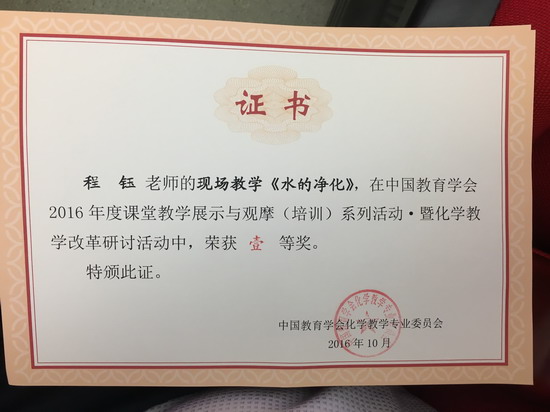 证书
程 钰 老师的现场教学《水的净化》，在中国教育学会
2016 年度课堂教学展示与观摩（培训）系列活动·暨化学教
学改革研讨活动中，荣获 壹 等奖。
特颁此证。
中国教育学会化学教学专业委员会
2016 年 10 月